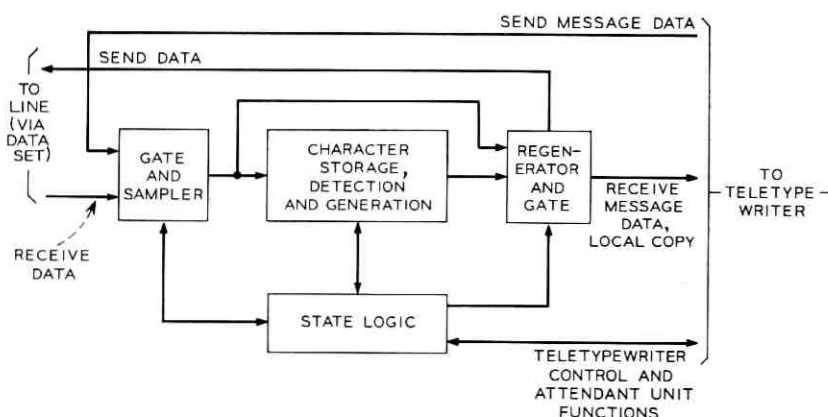 SEND MESSAGE DATA
SEND DATA
TO
LINE
(VIA
DATA
SET)
GATE
AND
SAMPLER
CHARACTER
STORAGE,
DETECTION
AND GENERATION
REGEN-
ERATOR
AND
GATE
RECEIVE
MESSAGE
DATA,
LOCAL COPY
TO
TELETYPE
WRITER
RECEIVE
DATA
STATE LOGIC
TELETYPEWRITER
CONTROL AND
ATTENDANT UNIT
FUNCTIONS